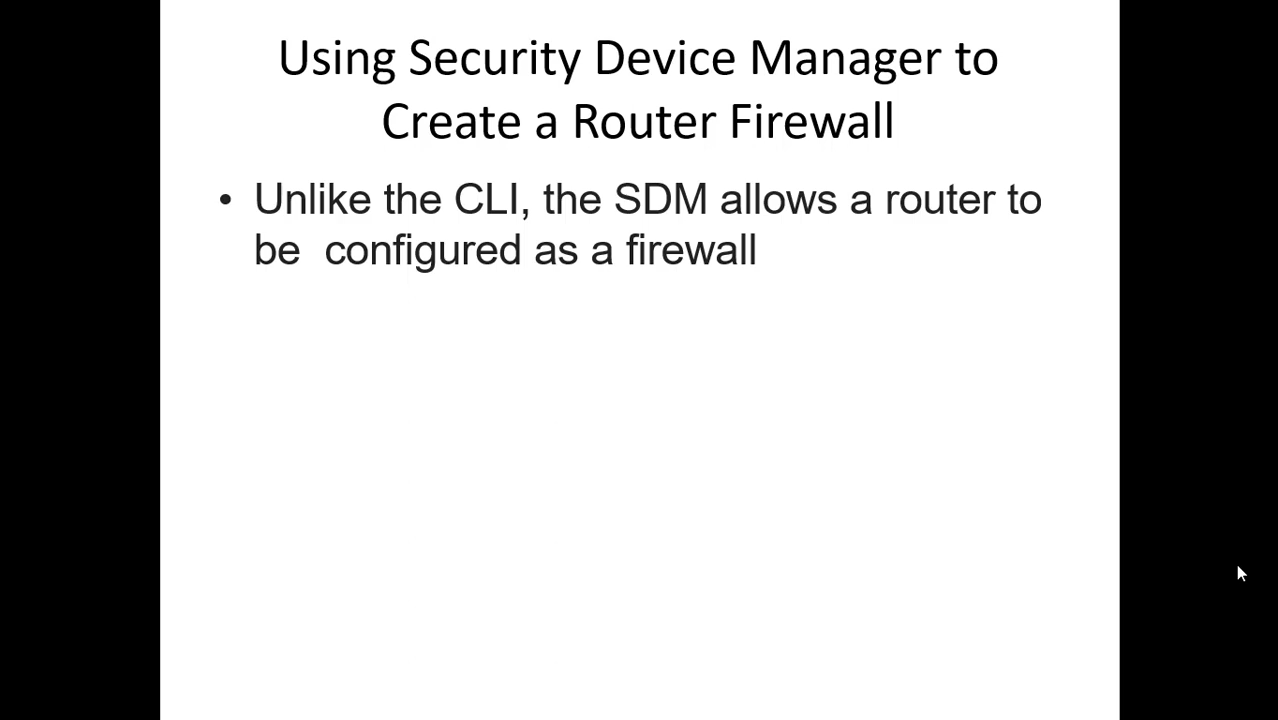 Using Security Device Manager to
Create a Router Firewall
• Unlike the CLI, the SDM allows a router to
be  configured as a firewall